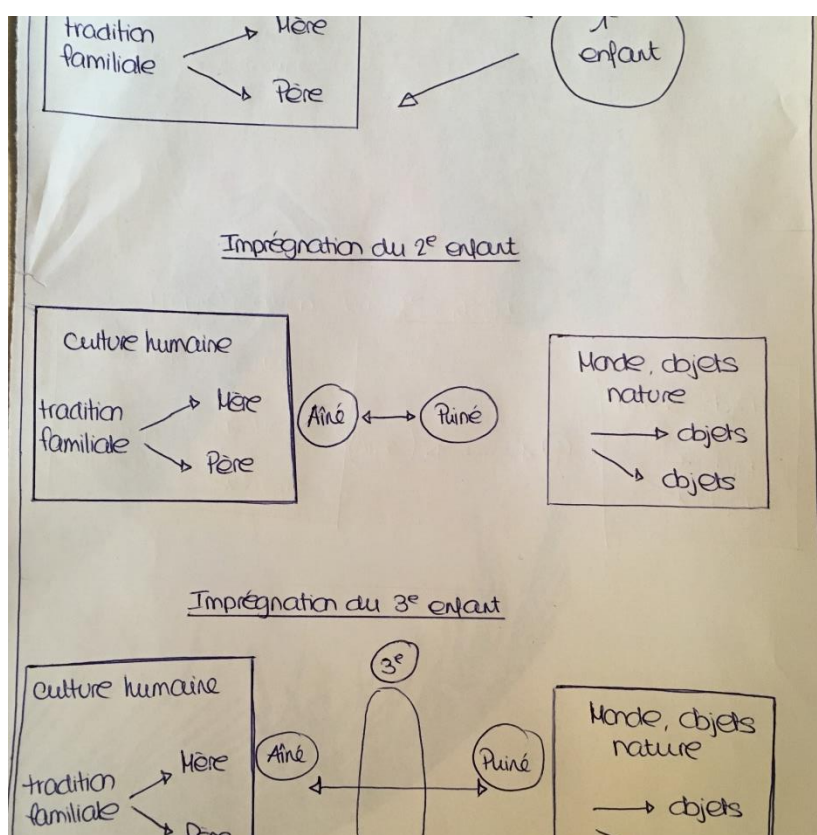 tradition
familiale
Mère
Père
enfant
Imprégnation du 2e enfant
culture humaine
tradition
familiale
Mère
Père
Aîné
Puiné
Monde, objets
nature
objets
objets
Imprégnation du 3e enfant
culture humaine
tradition
familiale
Mère
Aîné
3e
Puiné
Monde, objets
nature
objets